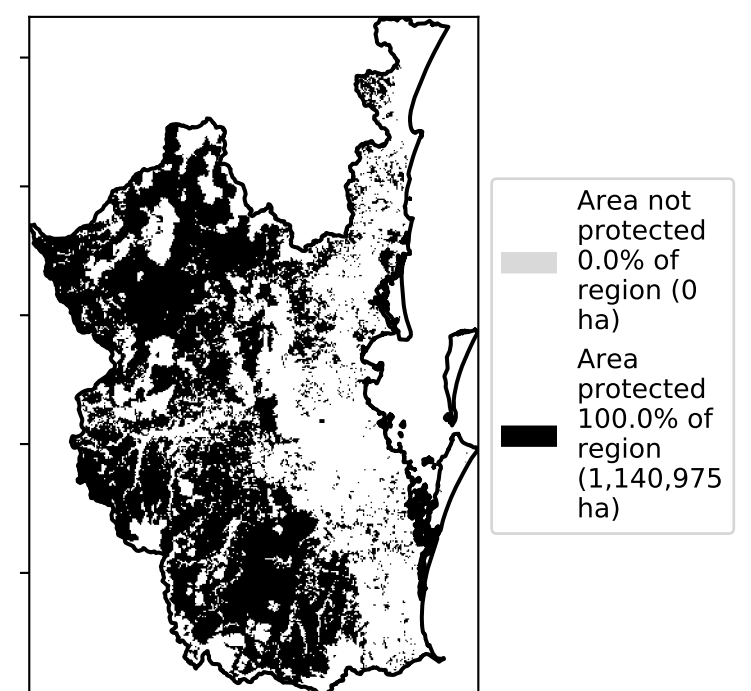 Area not
protected
0.0% of
region (0
ha)
Area
protected
100.0% of
region
(1,140,975
ha)